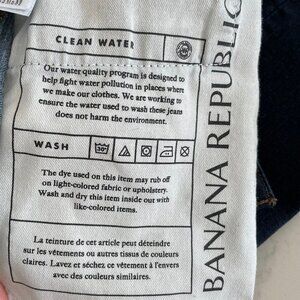 CLEAN WATER
Our water quality program is designed to
help fight water pollution in places where
we make our clothes. We are working to
ensure the water used to wash these jeans
does not harm the environment.
WASH
30°
The dye used on this item may rub off
on light-colored fabric or upholstery.
Wash and dry this item inside out with
like-colored items.
La teinture de cet article peut déteindre
sur les vêtements ou autres tissus de couleurs
claires. Lavez et séchez ce vêtement à l'envers
avec des couleurs similaires.
BANANA REPUBLIC